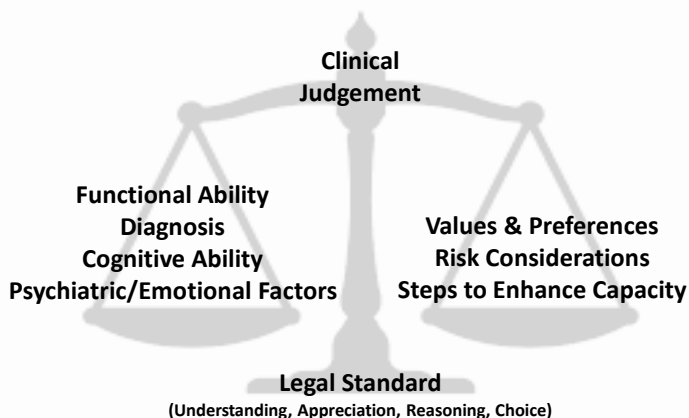 Clinical
Judgement
Functional Ability
Diagnosis
Cognitive Ability
Psychiatric/Emotional Factors
Values & Preferences
Risk Considerations
Steps to Enhance Capacity
Legal Standard
(Understanding, Appreciation, Reasoning, Choice)